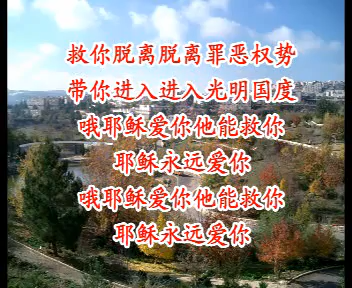 救你脱离脱离罪恶权势
带你进入进入光明国度
哦耶稣爱你他能救你
耶稣永远爱你
哦耶稣爱你他能救你
耶稣永远爱你